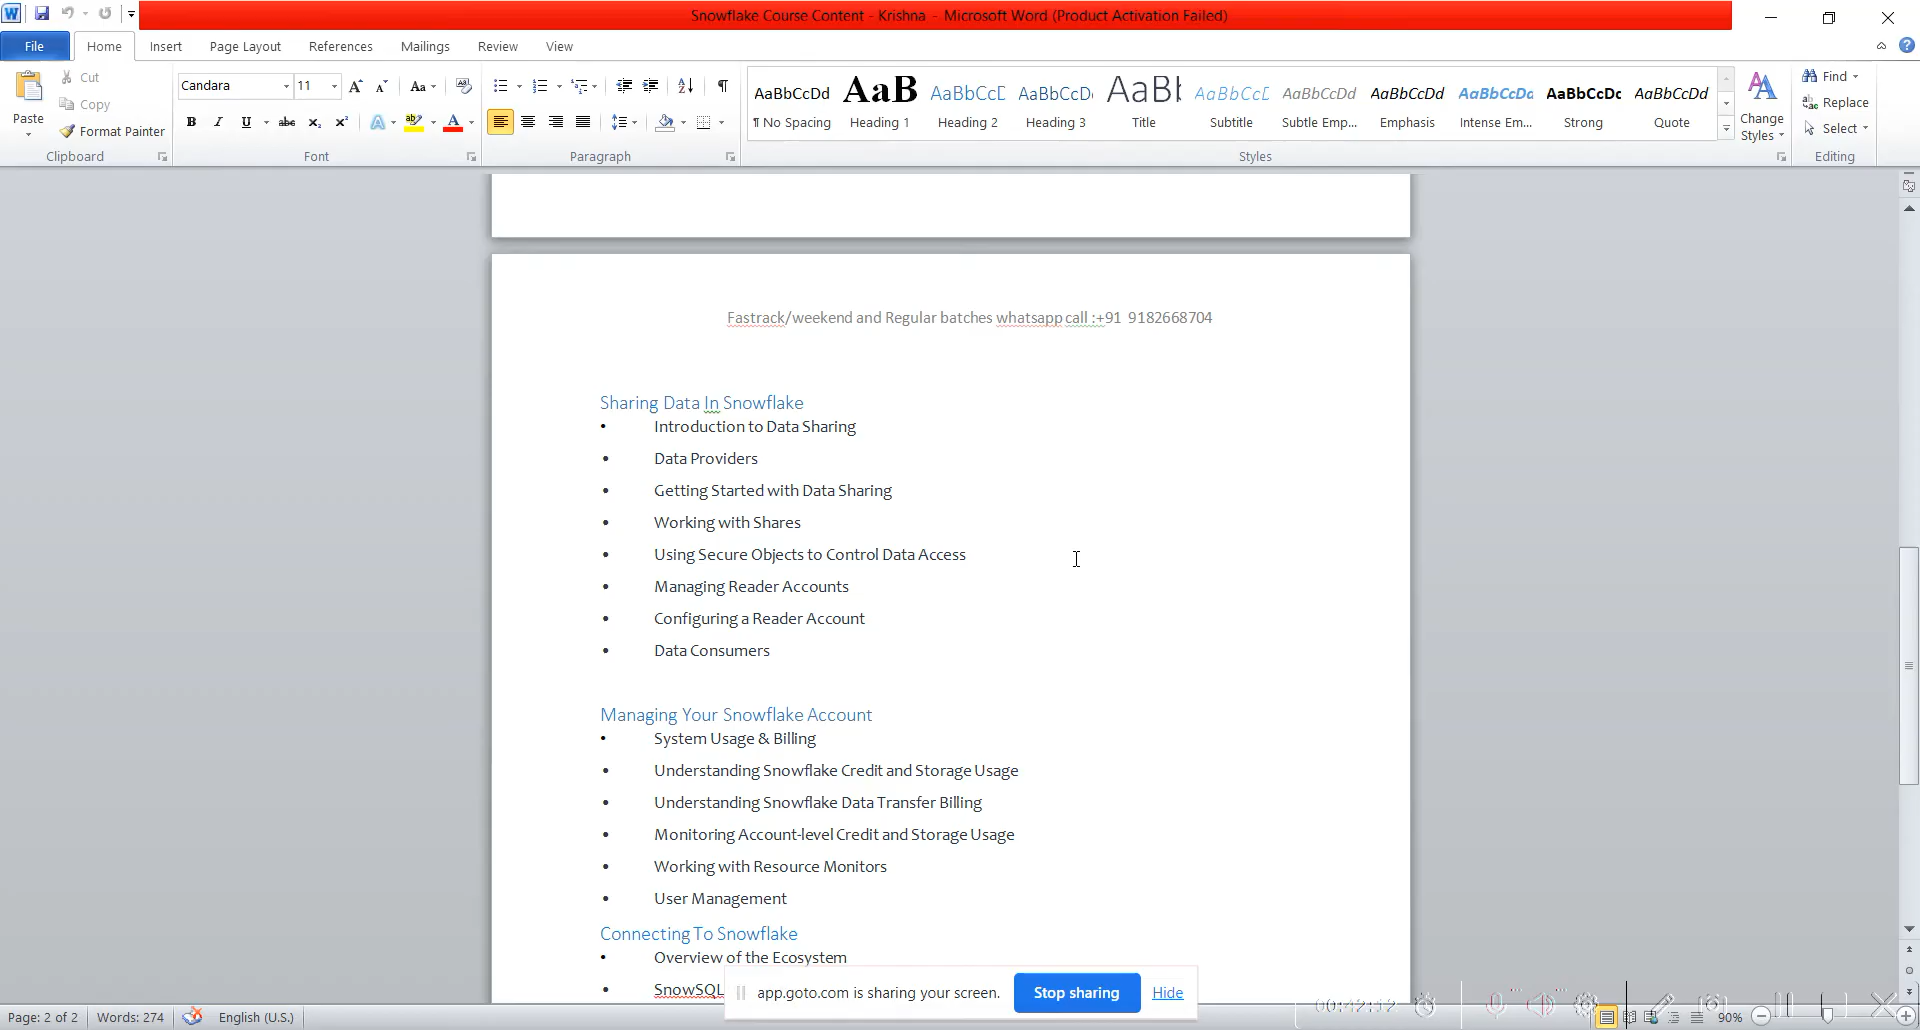 Snowflake Course Content - Krishna - Microsoft Word (Product Activation Failed)
File Home Insert Page Layout References Mailings Review View
Paste
Cut
Copy
Format Painter
Clipboard
Candara 11
Font
Paragraph
AaBbCcDd AaB AaBbCcD AaBbCcDc AaB AaBbCcD AaBbCcDd AaBbCcDd AaBbCcDd AaBbCcDc AaBbCcDd
¶ No Spacing Heading 1 Heading 2 Heading 3 Title Subtitle Subtle Emp... Emphasis Intense Em... Strong Quote
Styles
Change
Styles
Find
Replace
Select
Editing
Fastrack/weekend and Regular batches whatsapp call :+91 9182668704
Sharing Data In Snowflake
• Introduction to Data Sharing
• Data Providers
• Getting Started with Data Sharing
• Working with Shares
• Using Secure Objects to Control Data Access
• Managing Reader Accounts
• Configuring a Reader Account
• Data Consumers
Managing Your Snowflake Account
• System Usage & Billing
• Understanding Snowflake Credit and Storage Usage
• Understanding Snowflake Data Transfer Billing
• Monitoring Account-level Credit and Storage Usage
• Working with Resource Monitors
• User Management
Connecting To Snowflake
• Overview of the Ecosystem
• SnowSQL
app.goto.com is sharing your screen. Stop sharing Hide
Page: 2 of 2 Words: 274 English (U.S.) 00:42:12 90%